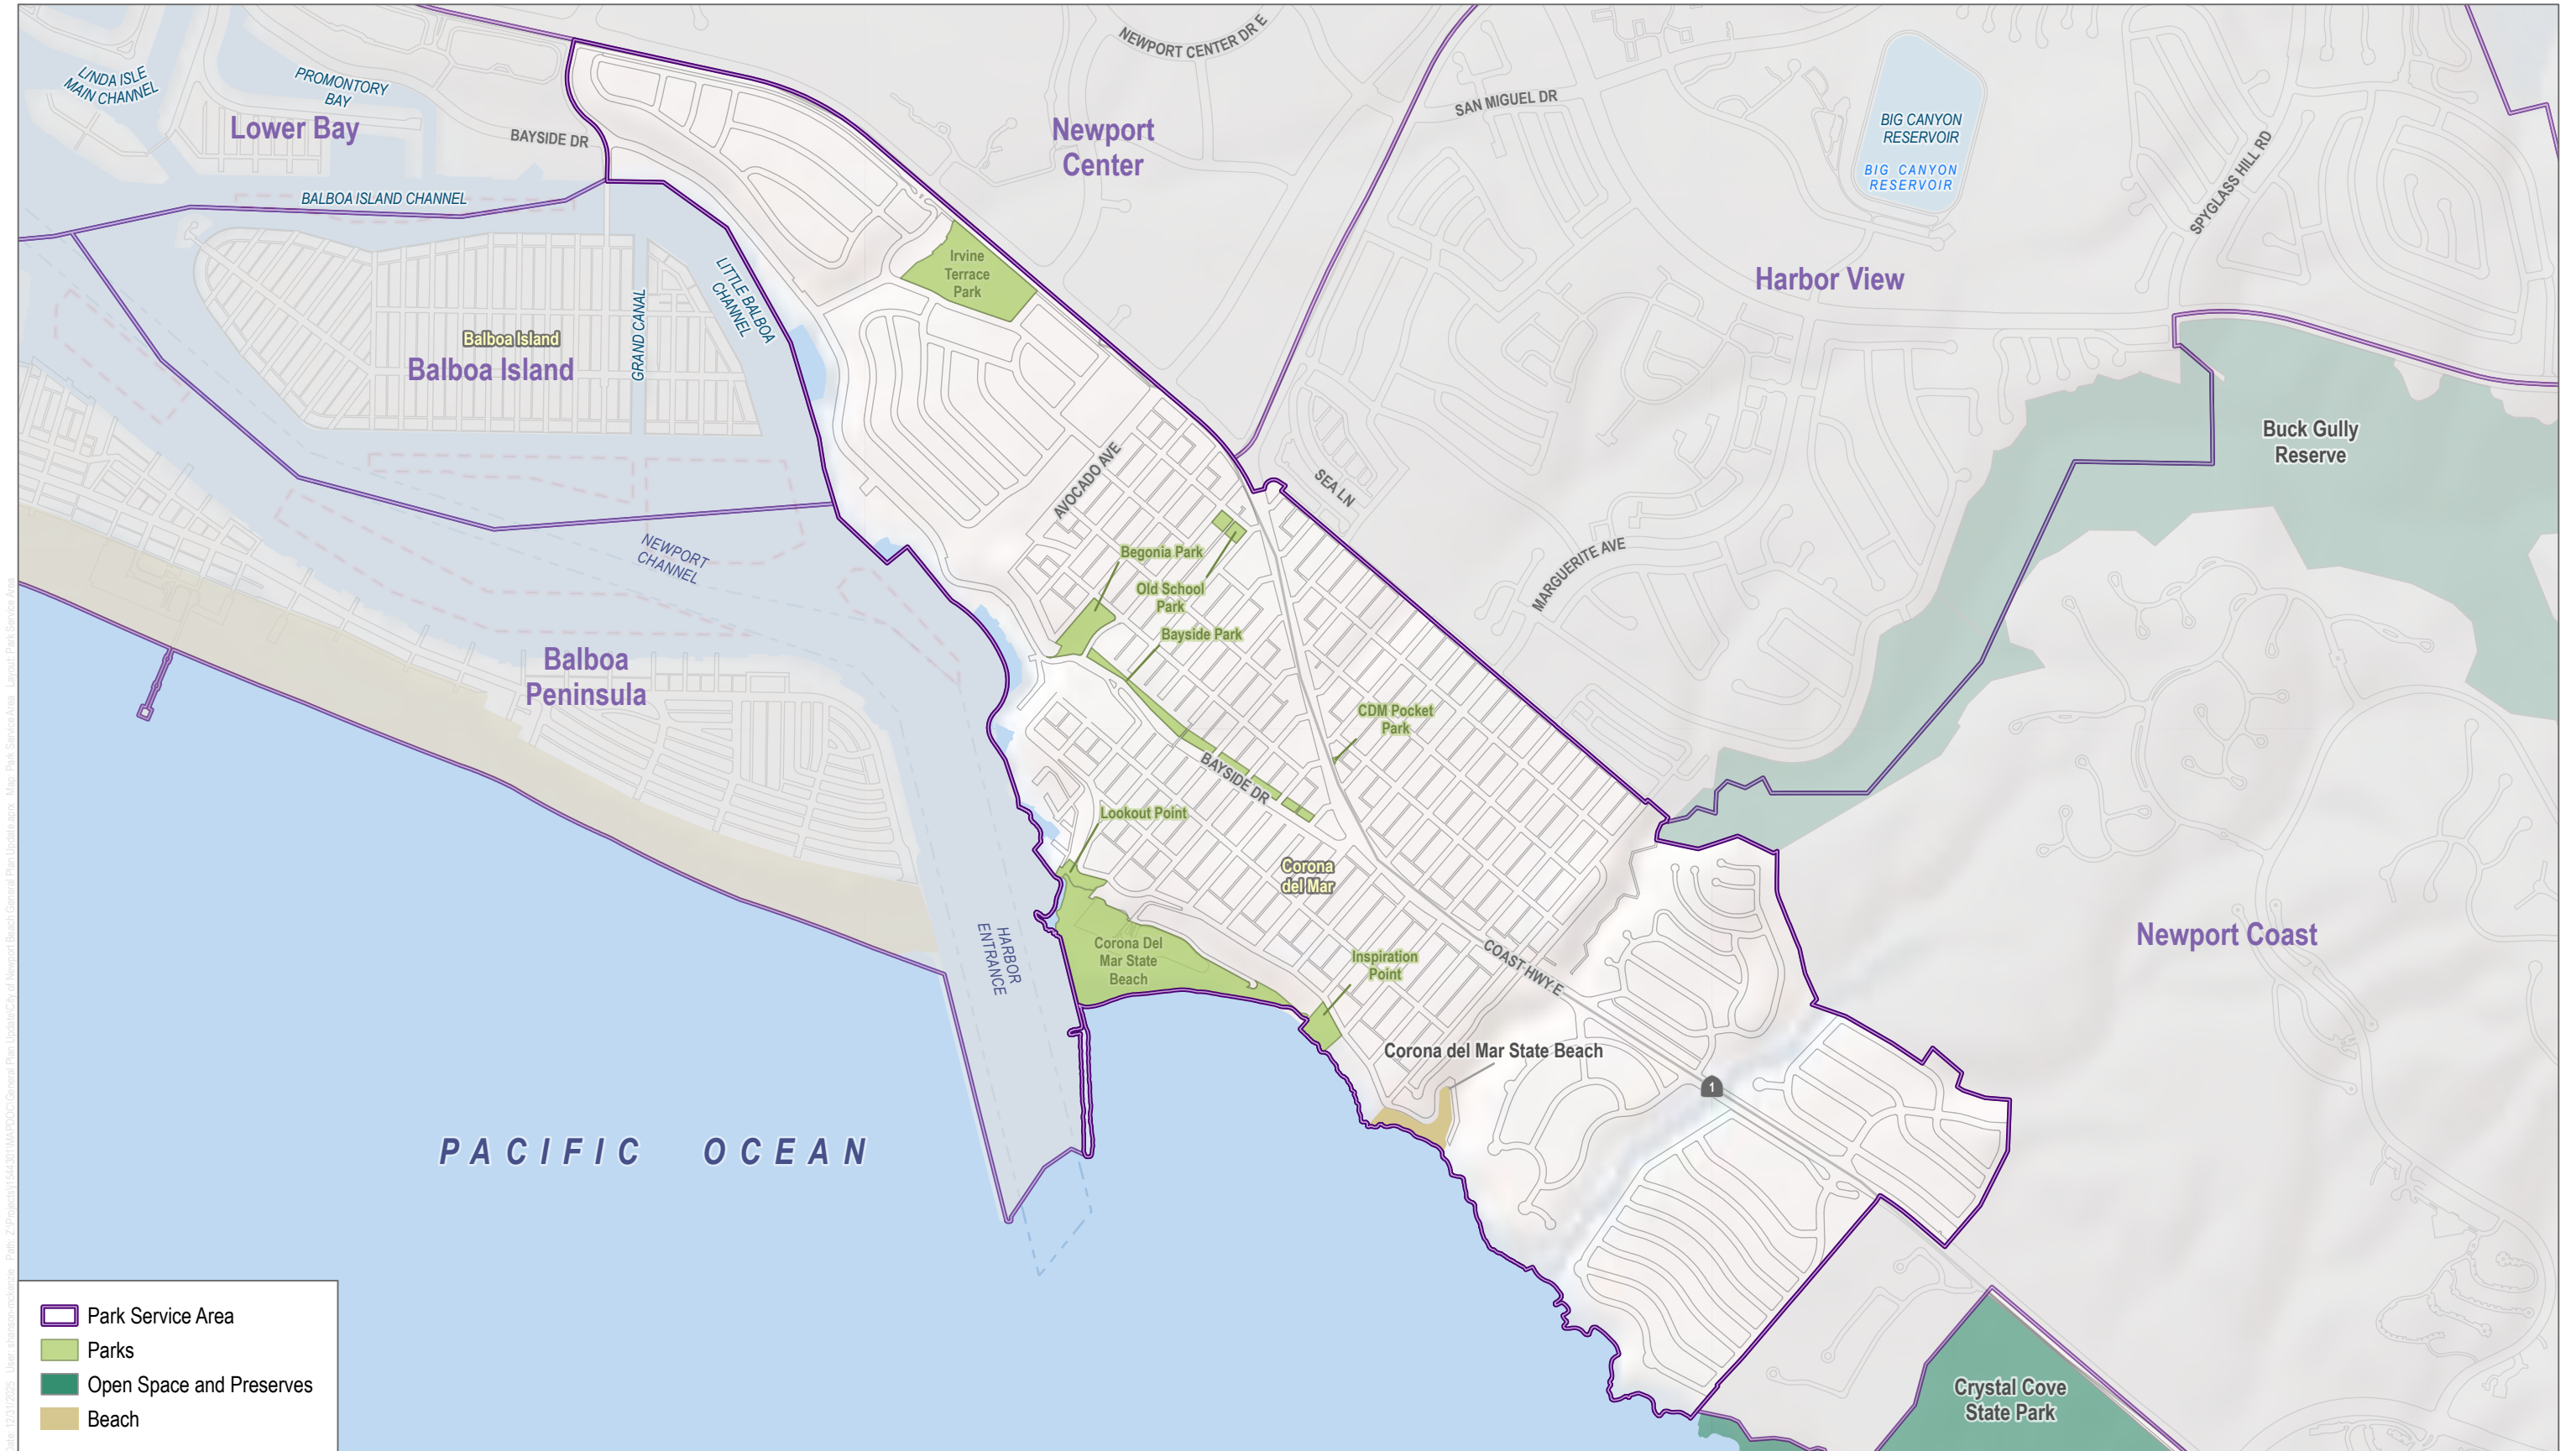 NEWPORT CENTER DR E
LINDA ISLE
MAIN CHANNEL
PROMONTORY
BAY
Lower Bay
BAYSIDE DR
Newport
Center
SAN MIGUEL DR
BIG CANYON
RESERVOIR
BIG CANYON
RESERVOIR
SPYGLASS HILL RD
BALBOA ISLAND CHANNEL
Irvine
Terrace
Park
Harbor View
LITTLE BALBOA
CHANNEL
GRAND CANAL
Balboa Island
Balboa Island
Buck Gully
Reserve
AVOCADO AVE
SEA LN
NEWPORT
CHANNEL
Begonia Park
Old School
Park
MARGUERITE AVE
Bayside Park
Balboa
Peninsula
CDM Pocket
Park
BAYSIDE DR
Lookout Point
Corona
del Mar
Newport Coast
HARBOR
ENTRANCE
Corona Del
Mar State
Beach
Inspiration
Point
COAST HWY E
Corona del Mar State Beach
1
PACIFIC OCEAN
Park Service Area
Parks
Open Space and Preserves
Beach
Crystal Cove
State Park